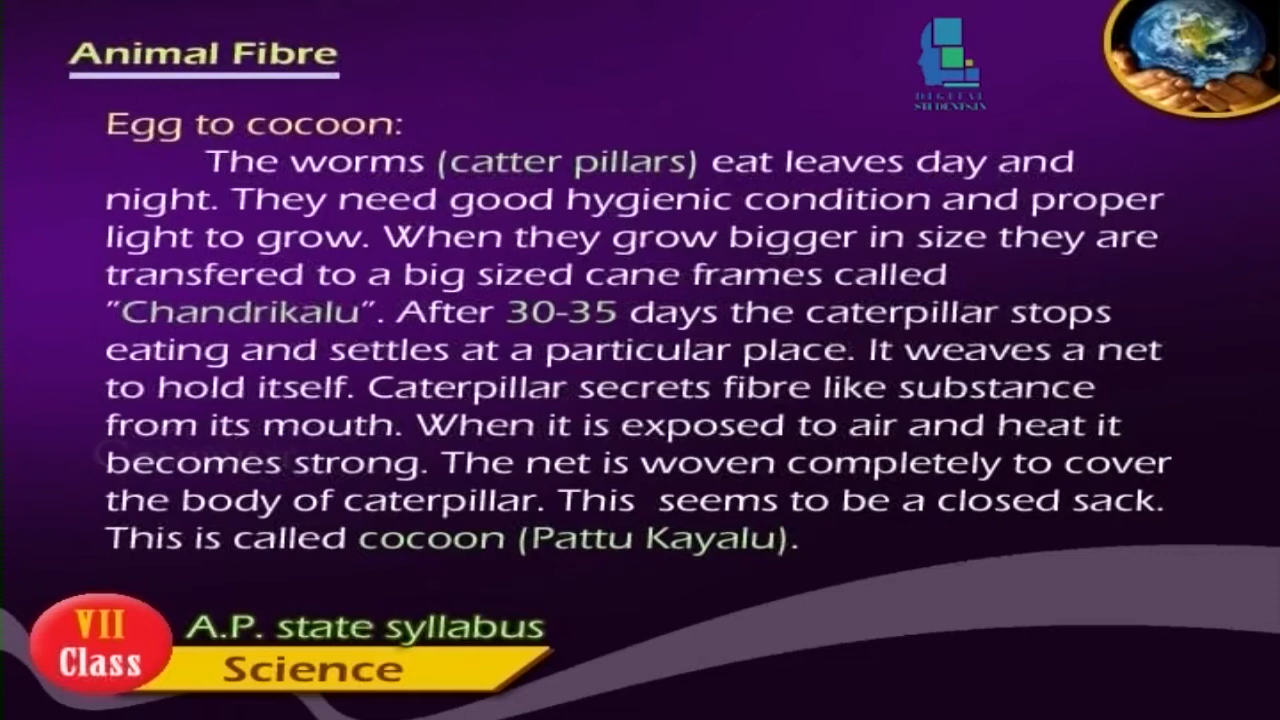 Animal Fibre
Egg to cocoon:
The worms (catter pillars) eat leaves day and
night. They need good hygienic condition and proper
light to grow. When they grow bigger in size they are
transfered to a big sized cane frames called
"Chandrikalu". After 30-35 days the caterpillar stops
eating and settles at a particular place. It weaves a net
to hold itself. Caterpillar secrets fibre like substance
from its mouth. When it is exposed to air and heat it
becomes strong. The net is woven completely to cover
the body of caterpillar. This  seems to be a closed sack.
This is called cocoon (Pattu Kayalu).
VII
Class
A.P. state syllabus
Science